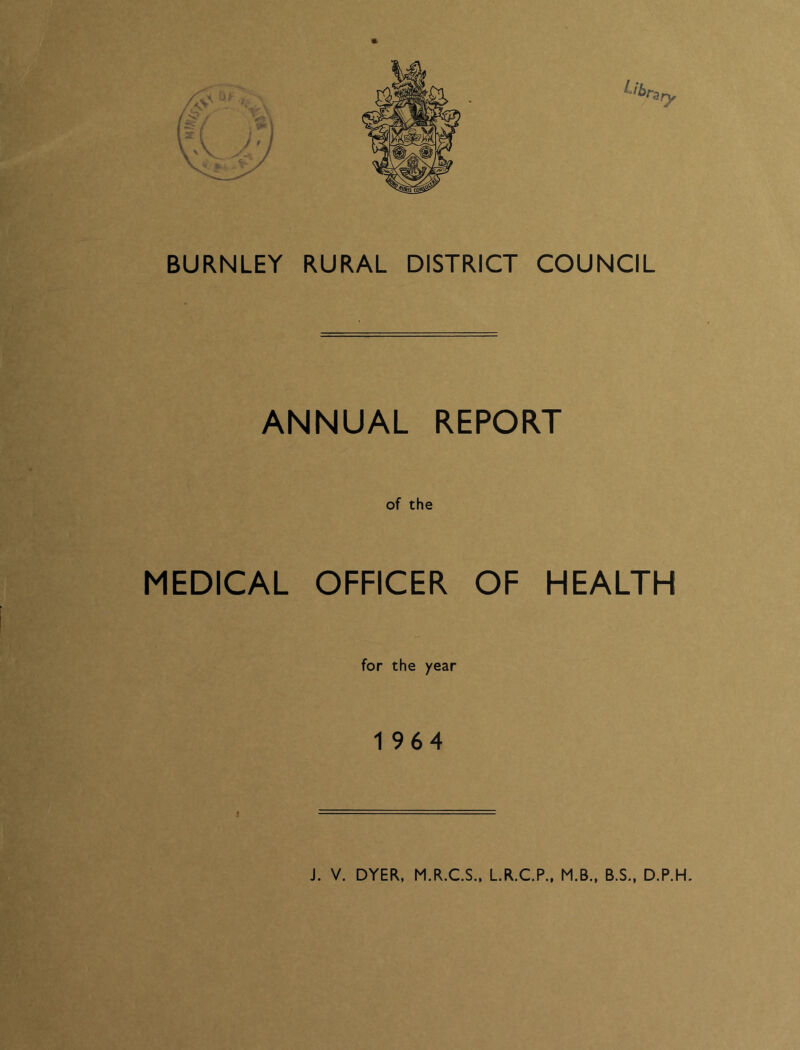 Library
BURNLEY RURAL DISTRICT COUNCIL
ANNUAL REPORT
of the
MEDICAL OFFICER OF HEALTH
for the year
1964
J. V. DYER, M.R.C.S., L.R.C.P., M.B., B.S., D.P.H.